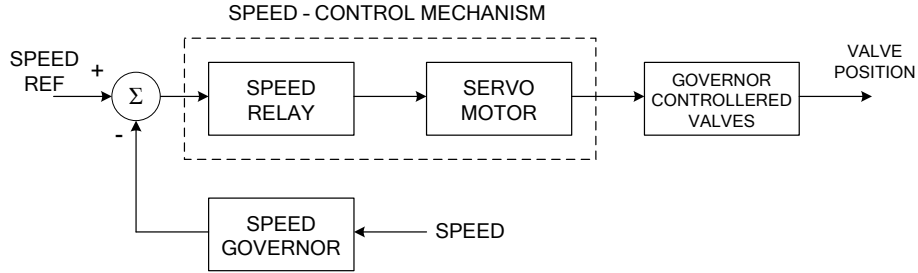 SPEED - CONTROL MECHANISM
SPEED
REF
+
Σ
-
SPEED
RELAY
SERVO
MOTOR
GOVERNOR
CONTROLLERED
VALVES
VALVE
POSITION
SPEED
GOVERNOR
SPEED